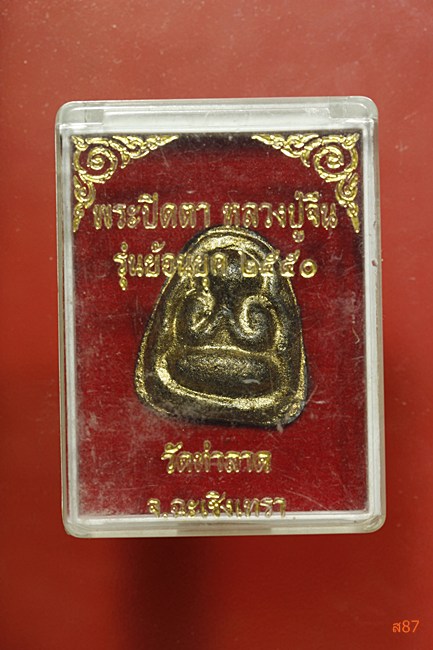 พระปิดตา หลวงปู่จีน
รุ่นย้อนยุค ๒๕๕๐
วัดท่าลาด
จ.ฉะเชิงเทรา
ส87